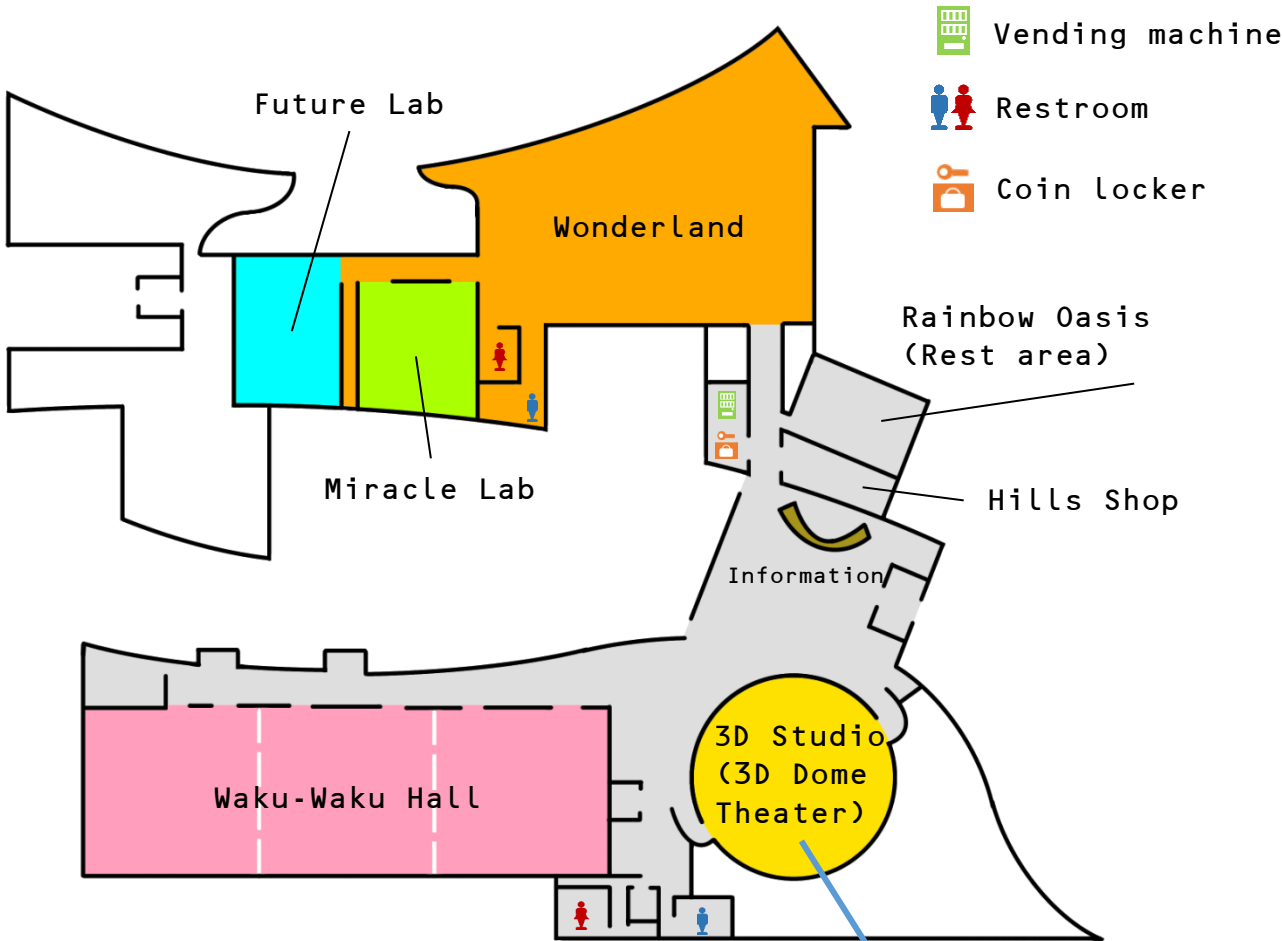 Vending machine
Future Lab
Restroom
Coin locker
Wonderland
Rainbow Oasis
(Rest area)
Miracle Lab
Hills Shop
Information
3D Studio
(3D Dome
Theater)
Waku-Waku Hall